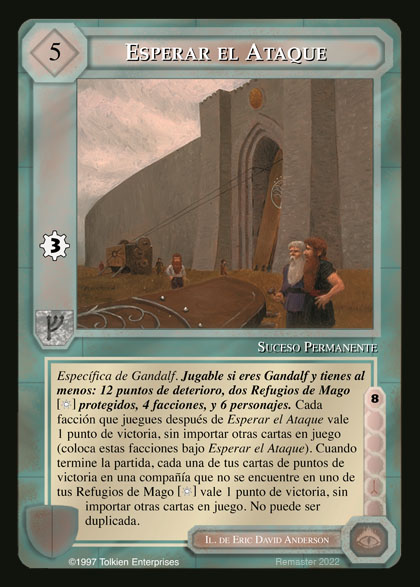 5
ESPERAR EL ATAQUE
3
SUCESO PERMANENTE
Específica de Gandalf. Jugable si eres Gandalf y tienes al
menos: 12 puntos de deterioro, dos Refugios de Mago
[☼] protegidos, 4 facciones, y 6 personajes. Cada
facción que juegues después de Esperar el Ataque vale
1 punto de victoria, sin importar otras cartas en juego
(coloca estas facciones bajo Esperar el Ataque). Cuando
termine la partida, cada una de tus cartas de puntos de
victoria en una compañía que no se encuentre en uno de
tus Refugios de Mago [☼] vale 1 punto de victoria, sin
importar otras cartas en juego. No puede ser
duplicada.
8
IL. DE ERIC DAVID ANDERSON
©1997 Tolkien Enterprises
Remaster 2022